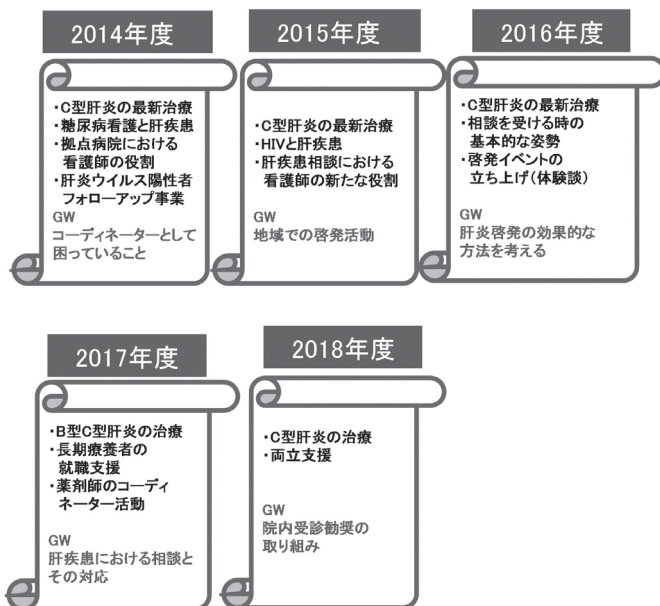 2014年度
・C型肝炎の最新治療
・糖尿病看護と肝疾患
・拠点病院における
看護師の役割
・肝炎ウイルス陽性者
フォローアップ事業
GW
コーディネーターとして
困っていること
2015年度
・C型肝炎の最新治療
・HIVと肝疾患
・肝疾患相談における
看護師の新たな役割
GW
地域での啓発活動
2016年度
・C型肝炎の最新治療
・相談を受ける時の
基本的な姿勢
・啓発イベントの
立ち上げ(体験談)
GW
肝炎啓発の効果的な
方法を考える
2017年度
・B型C型肝炎の治療
・長期療養者の
就職支援
・薬剤師のコーディ
ネーター活動
GW
肝疾患における相談と
その対応
2018年度
・C型肝炎の治療
・両立支援
GW
院内受診勧奨の
取り組み